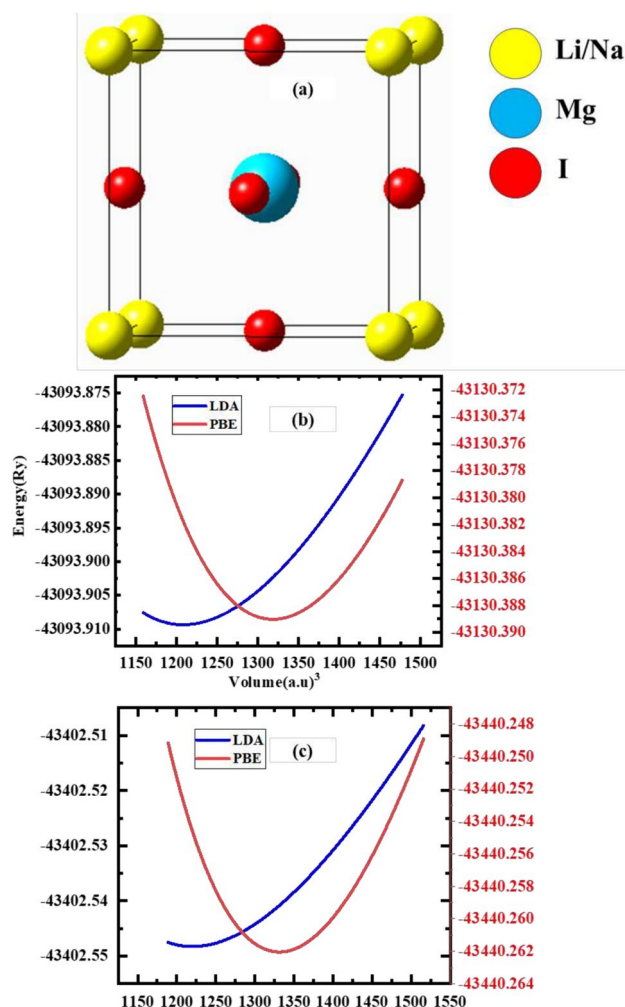 (a)
Li/Na
Mg
I
Energy(Ry)
-43093.875
-43093.880
-43093.885
-43093.890
-43093.895
-43093.900
-43093.905
-43093.910
LDA
PBE
(b)
-43130.372
-43130.374
-43130.376
-43130.378
-43130.380
-43130.382
-43130.384
-43130.386
-43130.388
-43130.390
1150 1200 1250 1300 1350 1400 1450 1500
Volume(a.u)³
-43402.51
-43402.52
-43402.53
-43402.54
-43402.55
LDA
PBE
(c)
-43440.248
-43440.250
-43440.252
-43440.254
-43440.256
-43440.258
-43440.260
-43440.262
-43440.264
1150 1200 1250 1300 1350 1400 1450 1500 1550